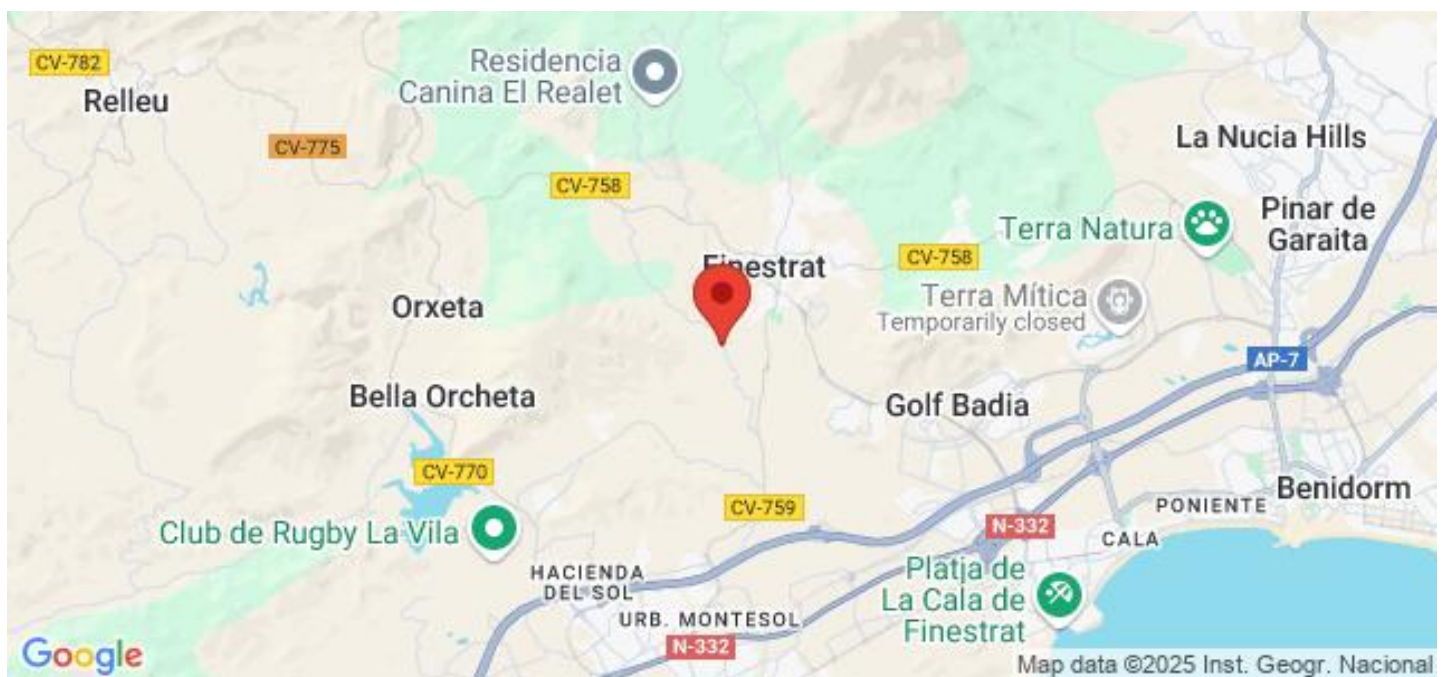 CV-782
Relleu
CV-775
Residencia
Canina El Realet
CV-758
La Nucia Hills
Terra Natura
Pinar de
Garaita
Finestrat
CV-758
Terra Mítica
Temporarily closed
Orxeta
AP-7
Bella Orcheta
Golf Badia
CV-770
Club de Rugby La Vila
CV-759
N-332
PONIENTE
Benidorm
CALA
HACIENDA
DEL SOL
URB. MONTESOL
N-332
Platja de
La Cala de
Finestrat
Google
Map data ©2025 Inst. Geogr. Nacional